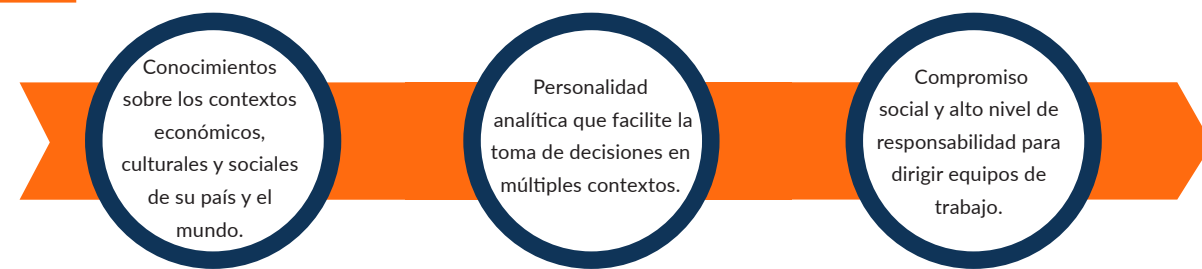 Conocimientos
sobre los contextos
económicos,
culturales y sociales
de su país y el
mundo.
Personalidad
analítica que facilite la
toma de decisiones en
múltiples contextos.
Compromiso
social y alto nivel de
responsabilidad para
dirigir equipos de
trabajo.